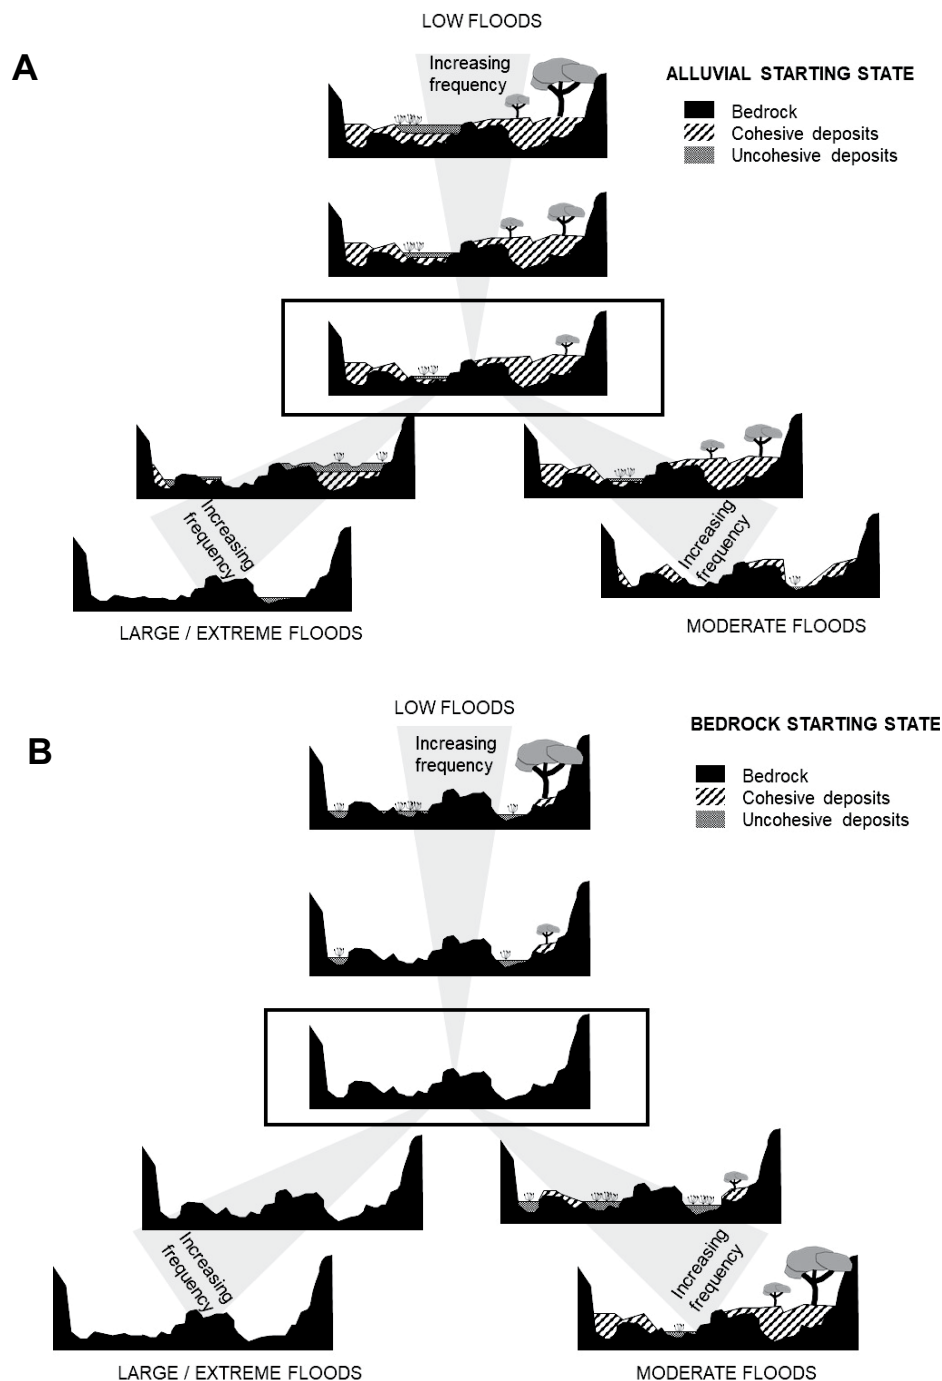 LOW FLOODS
A
Increasing
frequency
ALLUVIAL STARTING STATE
Bedrock
Cohesive deposits
Uncohesive deposits
Increasing
frequency
Increasing
frequency
LARGE / EXTREME FLOODS
MODERATE FLOODS
LOW FLOODS
B
Increasing
frequency
BEDROCK STARTING STATE
Bedrock
Cohesive deposits
Uncohesive deposits
Increasing
frequency
Increasing
frequency
LARGE / EXTREME FLOODS
MODERATE FLOODS